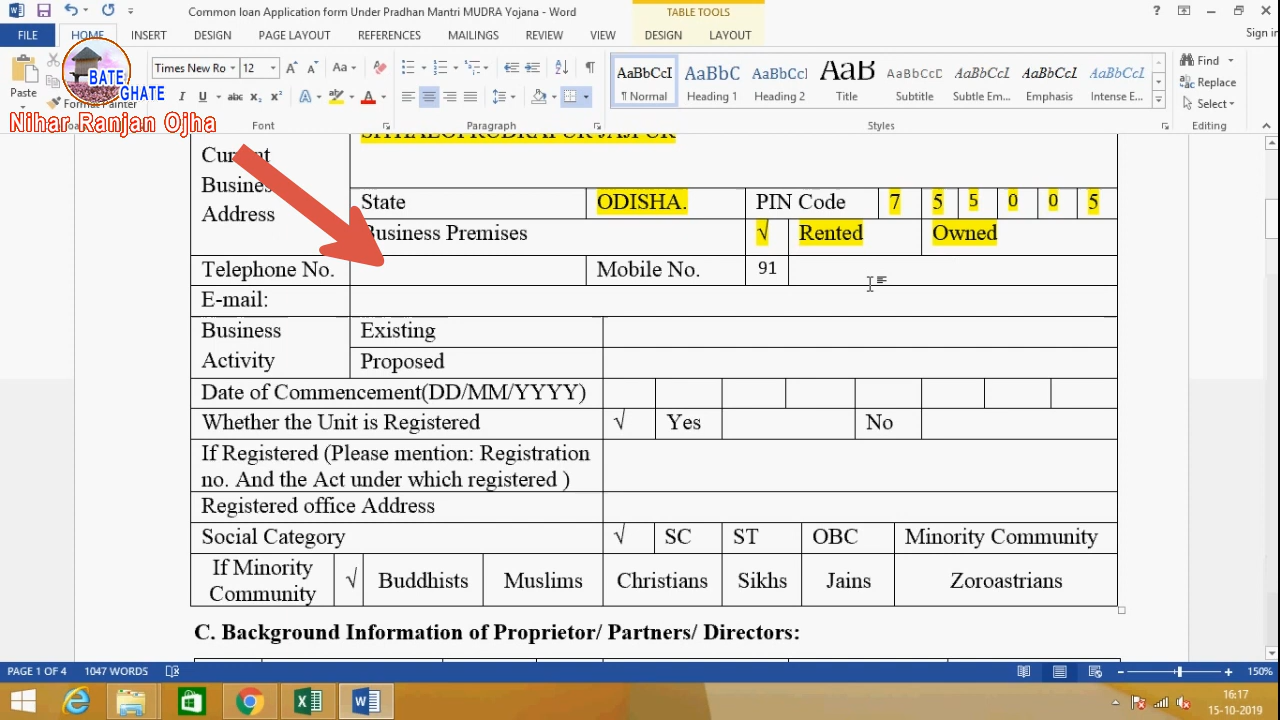 Common loan Application form Under Pradhan Mantri MUDRA Yojana - Word
TABLE TOOLS
FILE HOME INSERT DESIGN PAGE LAYOUT REFERENCES MAILINGS REVIEW VIEW DESIGN LAYOUT Sign in
Paste
Format Painter
Times New Ro 12
BATE
GHATE
Nihar Ranjan Ojha
Font Paragraph Styles Editing
AaBbCcI AaBbC AaBbCcI AaB AaBbCcD AaBbCcI AaBbCcI AaBbCcI
¶ Normal Heading 1 Heading 2 Title Subtitle Subtle Em... Emphasis Intense E...
Find
Replace
Select
SITHALOI RUDRAPUR JAJPUR
Current
Business
Address
State ODISHA. PIN Code 7 5 5 0 0 5
Business Premises √ Rented Owned
Telephone No. Mobile No. 91
E-mail:
Business Activity Existing
Proposed
Date of Commencement(DD/MM/YYYY)
Whether the Unit is Registered √ Yes No
If Registered (Please mention: Registration
no. And the Act under which registered )
Registered office Address
Social Category √ SC ST OBC Minority Community
If Minority Community √ Buddhists Muslims Christians Sikhs Jains Zoroastrians
C. Background Information of Proprietor/ Partners/ Directors:
PAGE 1 OF 4 1047 WORDS 150%
16:17
15-10-2019